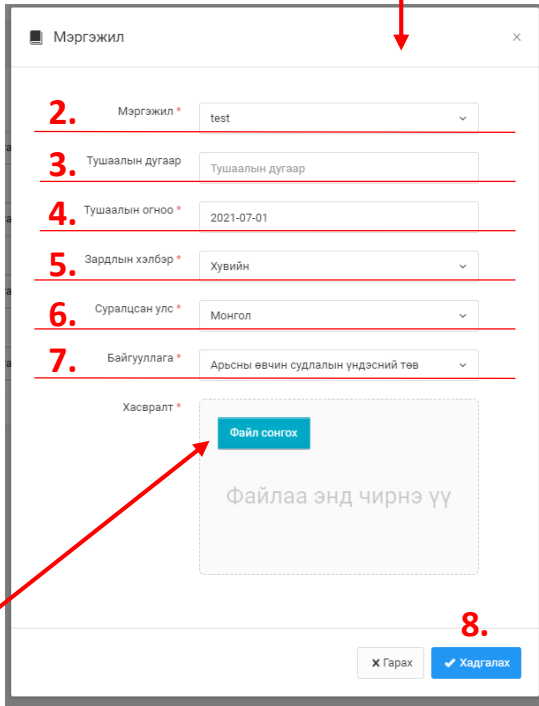 Мэргэжил ×
2. Мэргэжил * test
3. Тушаалын дугаар Тушаалын дугаар
4. Тушаалын огноо * 2021-07-01
5. Зардлын хэлбэр * Хувийн
6. Суралцсан улс * Монгол
7. Байгууллага * Арьсны өвчин судлалын үндэсний төв
Хасвралт * Файл сонгох
Файлаа энд чирнэ үү
8.
Х Гарах Хадгалах